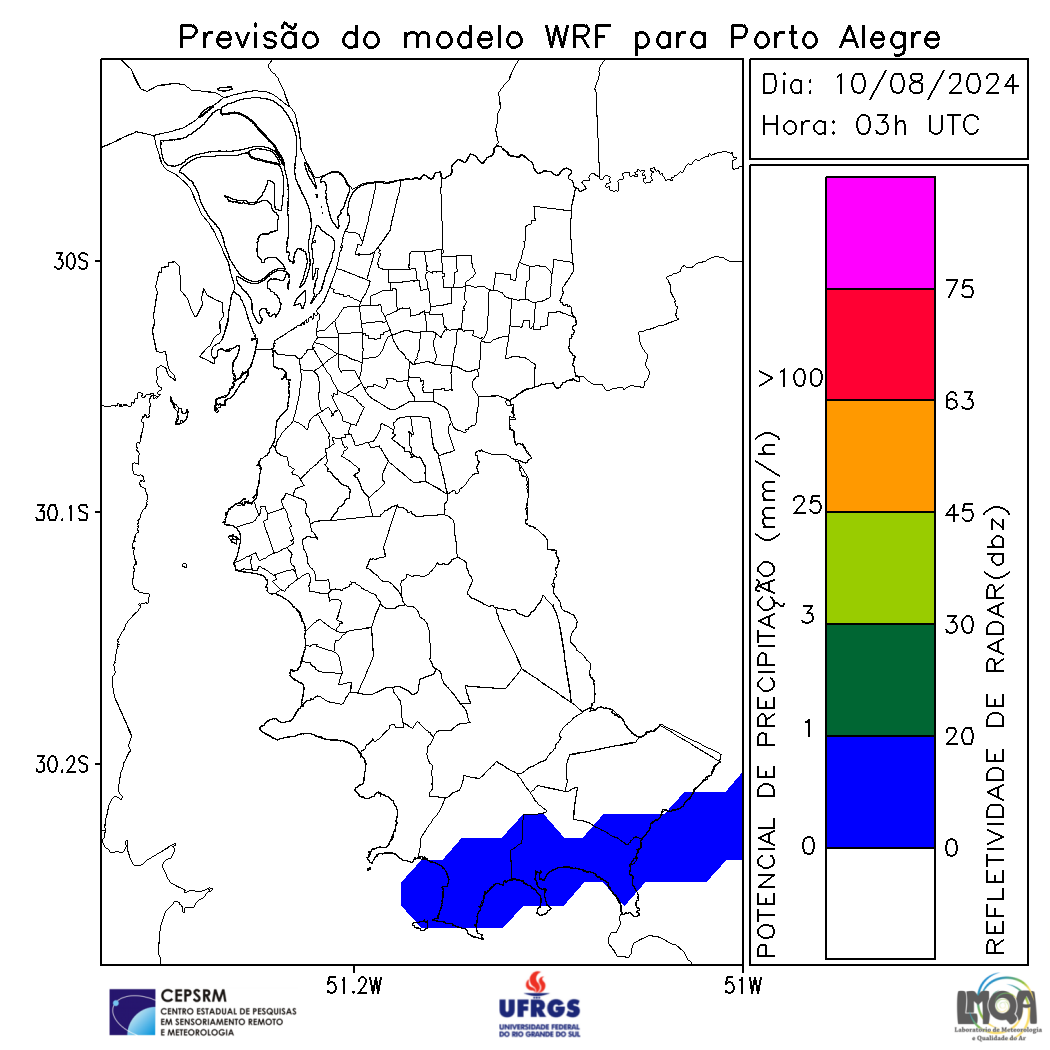 Previsão do modelo WRF para Porto Alegre
Dia: 10/08/2024
Hora: 03h UTC
30S
30.1S
30.2S
51.2W
51W
POTENCIAL DE PRECIPITAÇÃO (mm/h)
>100
25
3
1
0
75
63
45
30
20
0
REFLETIVIDADE DE RADAR(dbz)
CEPSRM
CENTRO ESTADUAL DE PESQUISAS
EM SENSORIAMENTO REMOTO
E METEOROLOGIA
UFRGS
UNIVERSIDADE FEDERAL
DO RIO GRANDE DO SUL
LMQA
Laboratório de Meteorologia
e Qualidade do Ar